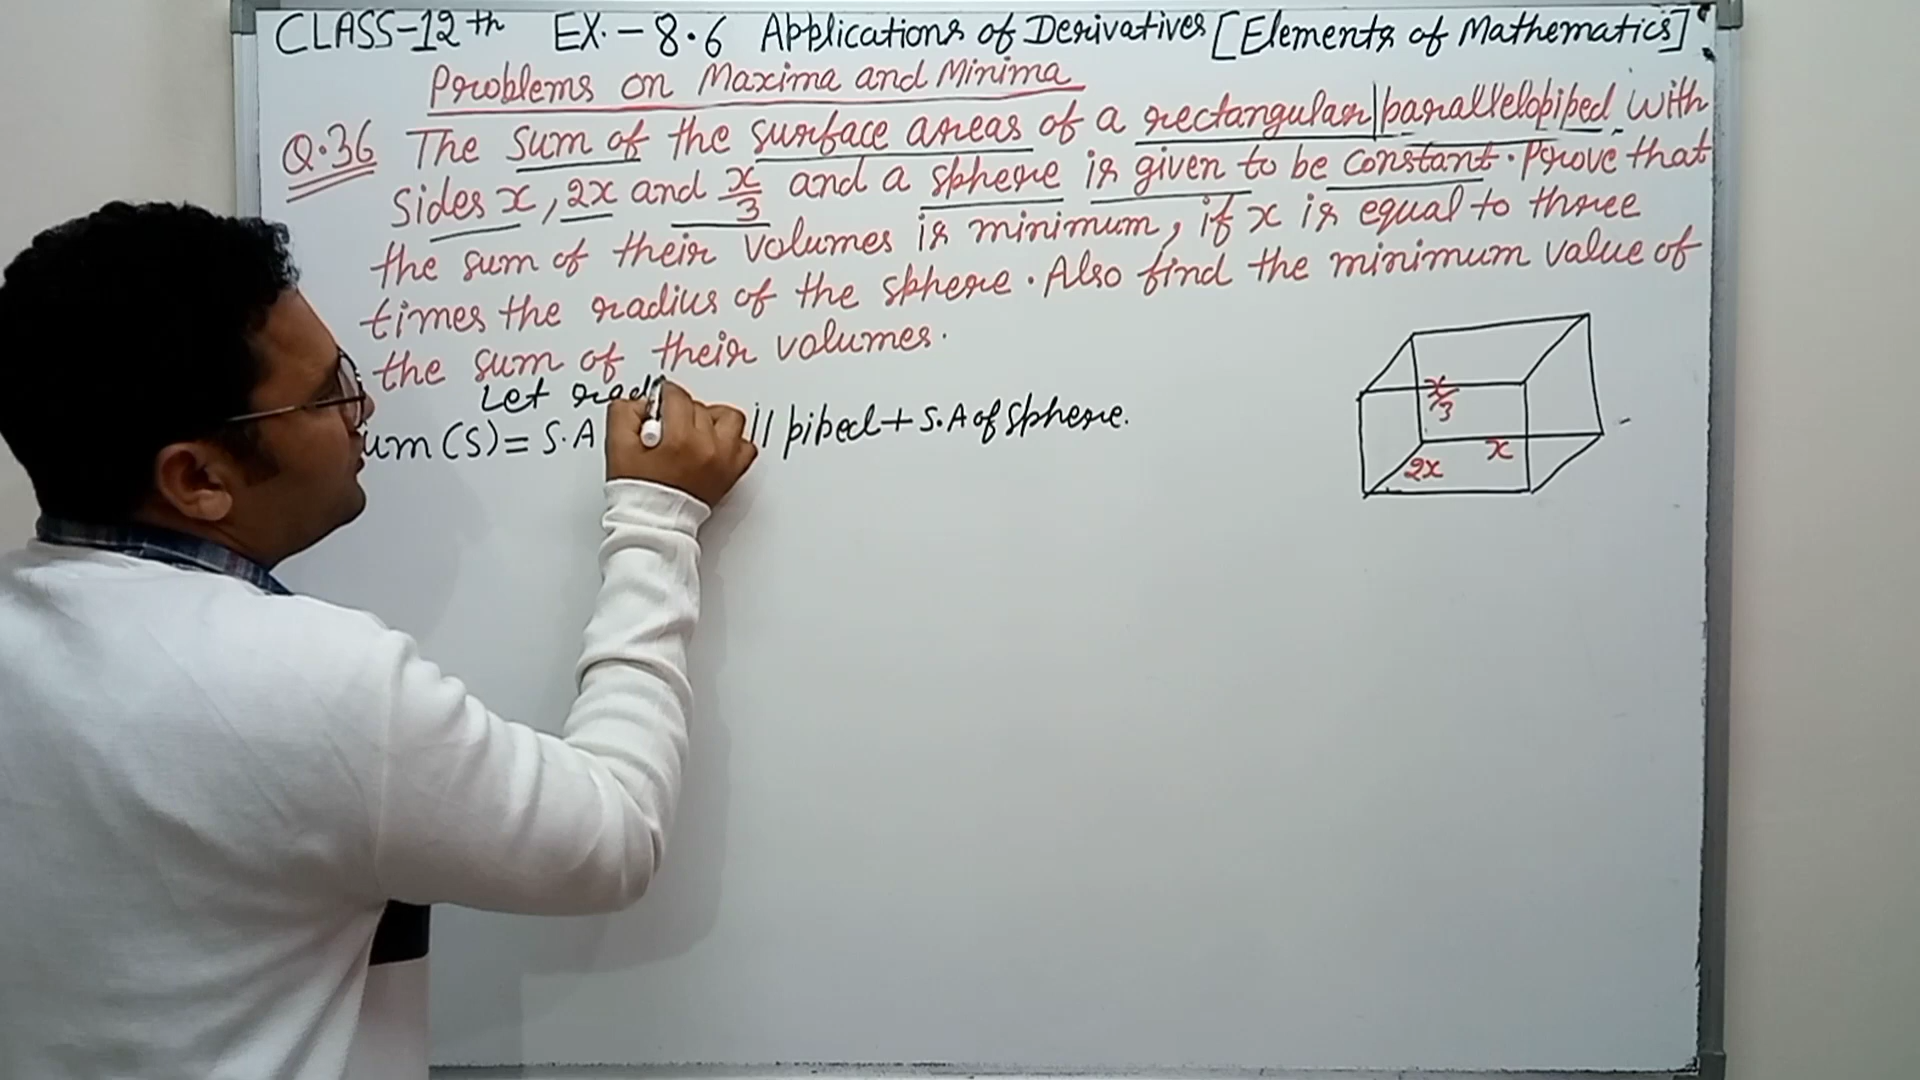 CLASS-12th EX.-8.6 Applications of Derivatives [Elements of Mathematics]
Problems on Maxima and Minima
Q.36 The sum of the surface areas of a rectangular parallelopiped with
sides x, 2x and x/3 and a sphere is given to be constant. Prove that
the sum of their volumes is minimum, if x is equal to three
times the radius of the sphere. Also find the minimum value of
the sum of their volumes.
Let
um (S) = S.A || piped + S.A of sphere.
x/3
x
2x